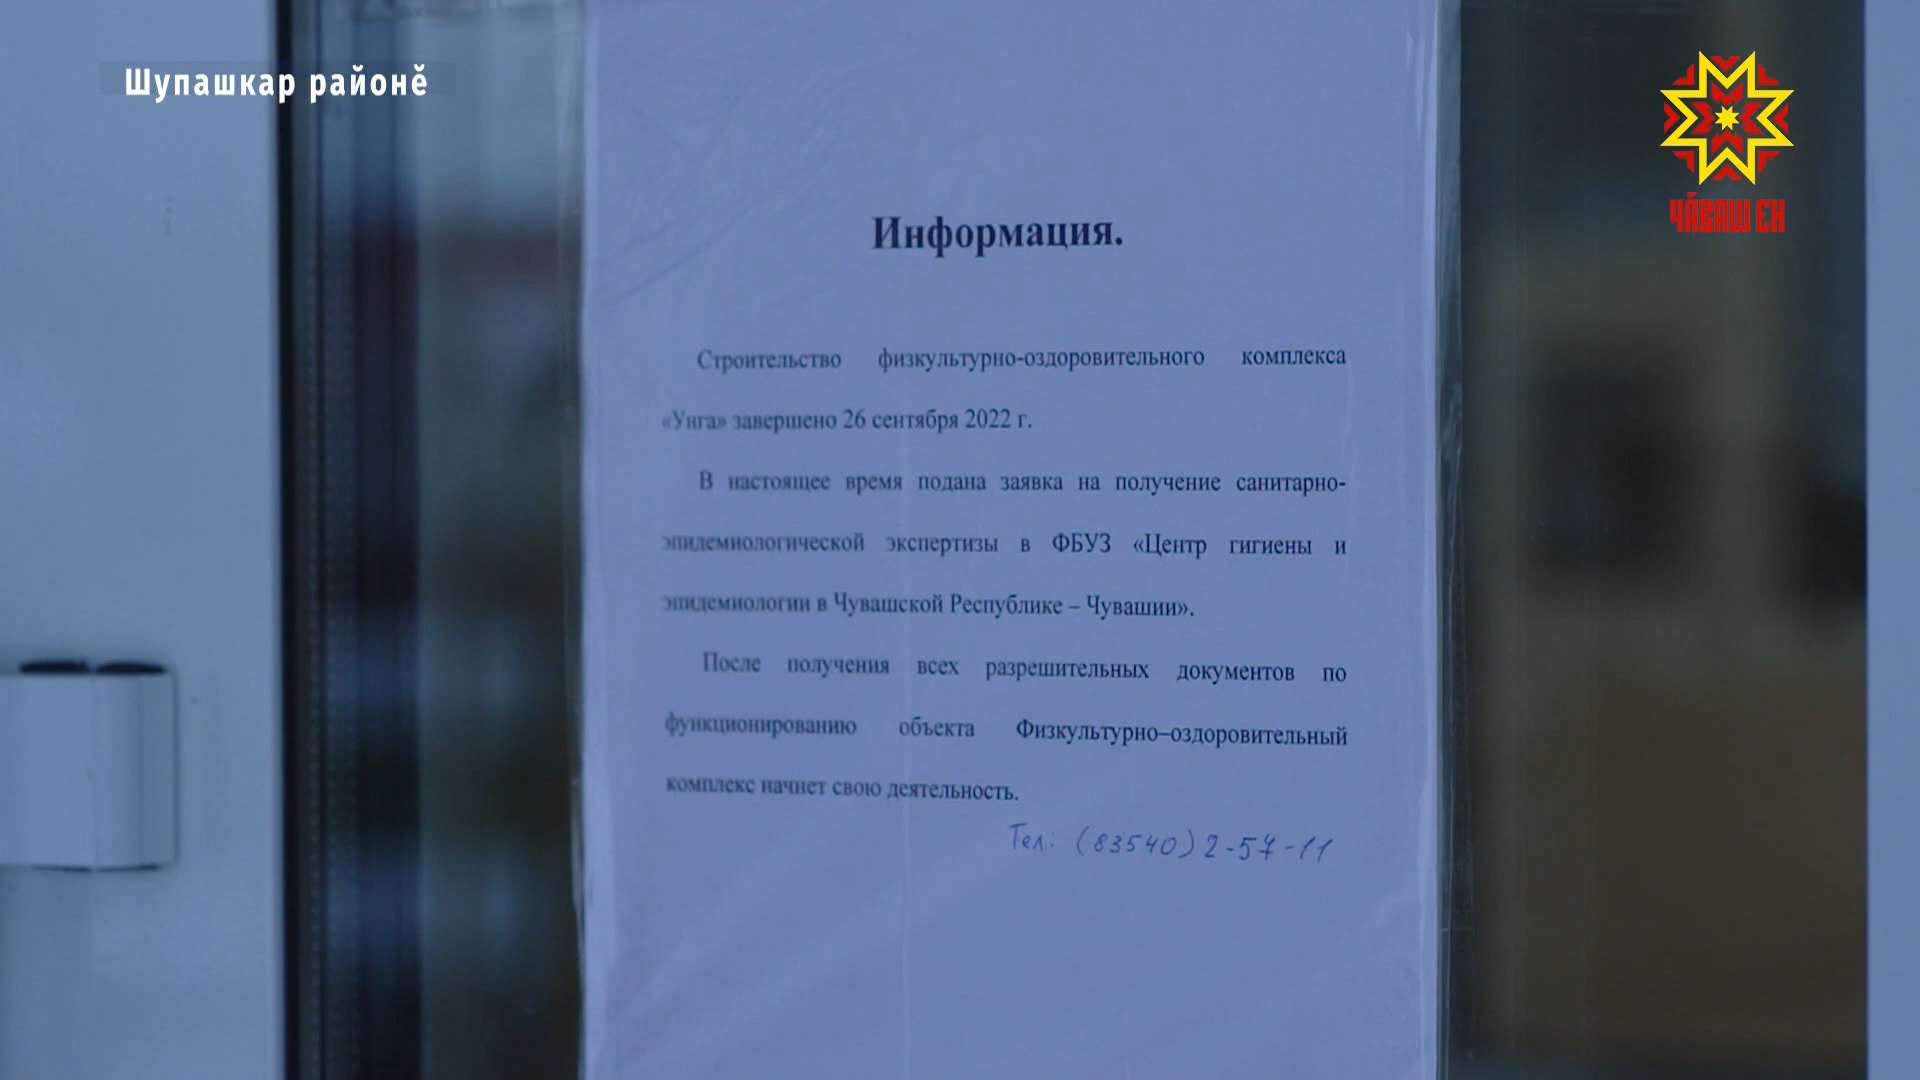 Шупашкар районӗ
ЧӐВАШ ЕН
Информация.
Строительство физкультурно-оздоровительного комплекса
«Унга» завершено 26 сентября 2022 г.
В настоящее время подана заявка на получение санитарно-
эпидемиологической экспертизы в ФБУЗ «Центр гигиены и
эпидемиологии в Чувашской Республике – Чувашии».
После получения всех разрешительных документов по
функционированию объекта Физкультурно–оздоровительный
комплекс начнет свою деятельность.
Тел: (83540) 2-57-11